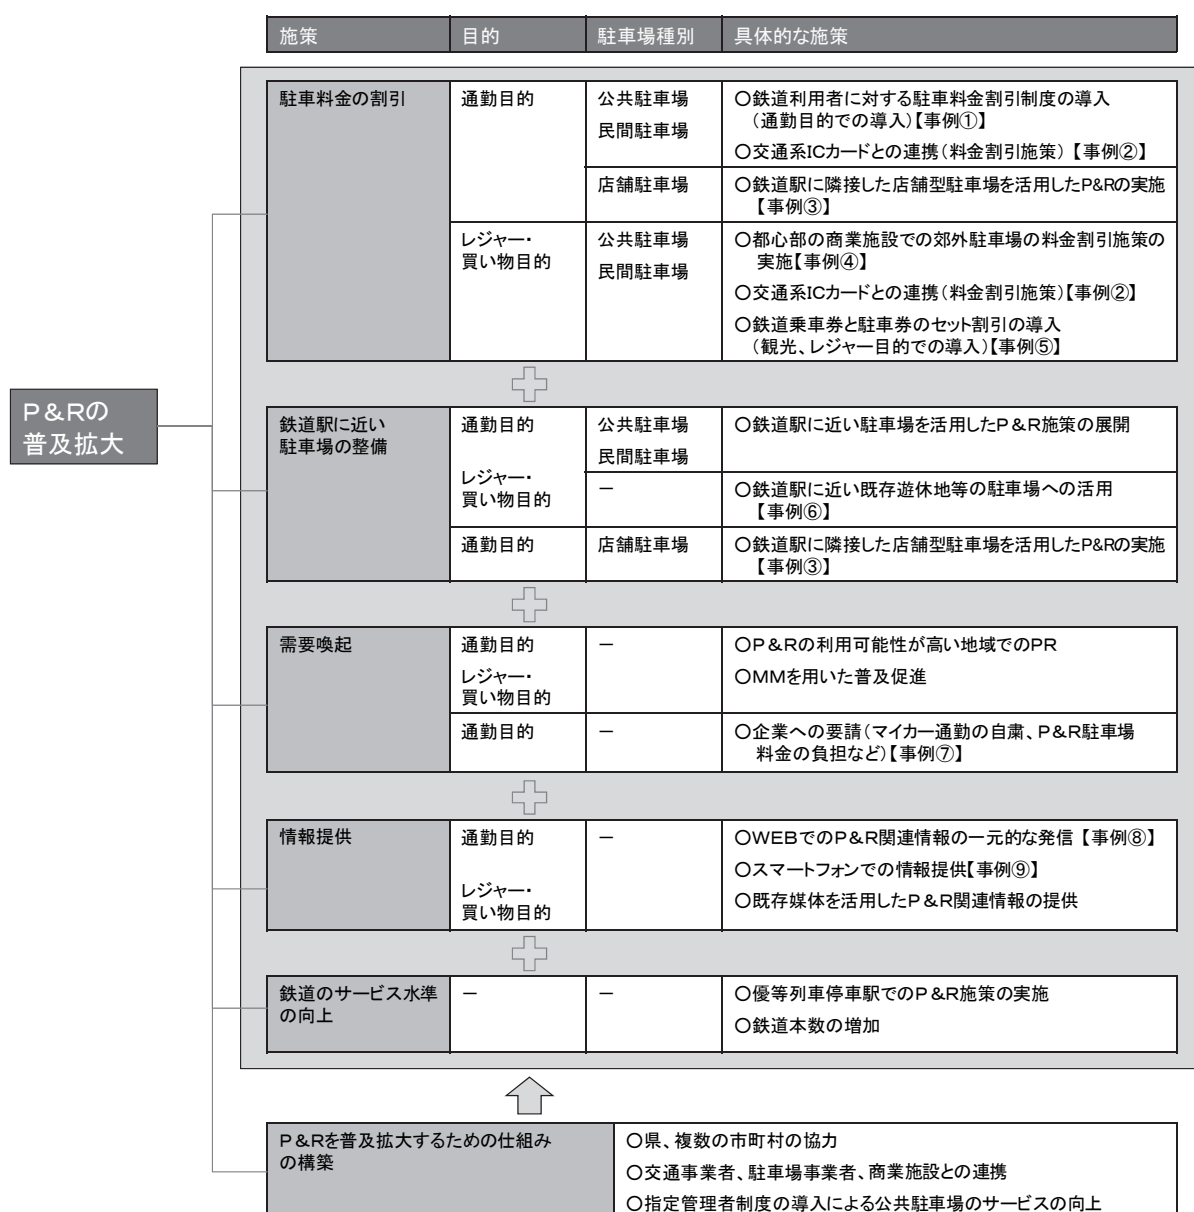 施策 目的 駐車場種別 具体的な施策
駐車料金の割引 通勤目的 公共駐車場 〇鉄道利用者に対する駐車料金割引制度の導入
民間駐車場 （通勤目的での導入）【事例①】
〇交通系ICカードとの連携（料金割引施策）【事例②】
店舗駐車場 〇鉄道駅に隣接した店舗型駐車場を活用したP&Rの実施
【事例③】
レジャー・ 公共駐車場 〇都心部の商業施設での郊外駐車場の料金割引施策の
買い物目的 民間駐車場 実施【事例④】
〇交通系ICカードとの連携（料金割引施策）【事例②】
〇鉄道乗車券と駐車券のセット割引の導入
（観光、レジャー目的での導入）【事例⑤】
P&Rの
普及拡大
鉄道駅に近い 通勤目的 公共駐車場 〇鉄道駅に近い駐車場を活用したP&R施策の展開
駐車場の整備 民間駐車場
レジャー・ － 〇鉄道駅に近い既存遊休地等の駐車場への活用
買い物目的 【事例⑥】
通勤目的 店舗駐車場 〇鉄道駅に隣接した店舗型駐車場を活用したP&Rの実施
【事例③】
需要喚起 通勤目的 － 〇P&Rの利用可能性が高い地域でのPR
レジャー・ 〇MMを用いた普及促進
買い物目的
通勤目的 － 〇企業への要請（マイカー通勤の自粛、P&R駐車場
料金の負担など）【事例⑦】
情報提供 通勤目的 － 〇WEBでのP&R関連情報の一元的な発信【事例⑧】
〇スマートフォンでの情報提供【事例⑨】
レジャー・ 〇既存媒体を活用したP&R関連情報の提供
買い物目的
鉄道のサービス水準 － － 〇優等列車停車駅でのP&R施策の実施
の向上 〇鉄道本数の増加
P&Rを普及拡大するための仕組み 〇県、複数の市町村の協力
の構築 〇交通事業者、駐車場事業者、商業施設との連携
〇指定管理者制度の導入による公共駐車場のサービスの向上